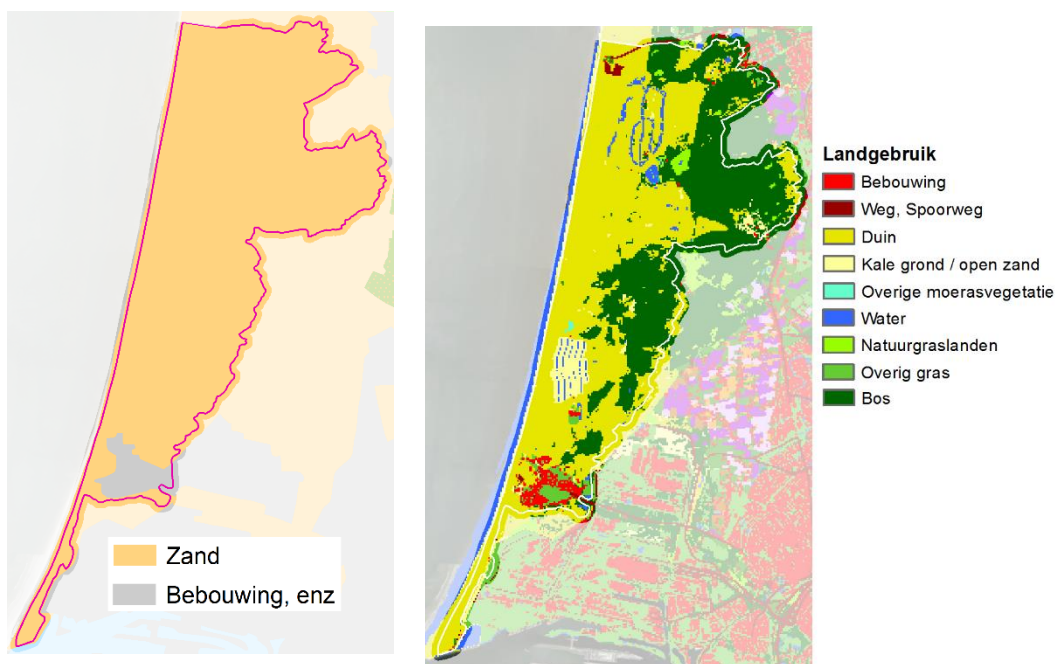 Zand
Bebouwing, enz
Landgebruik
Bebouwing
Weg, Spoorweg
Duin
Kale grond / open zand
Overige moerasvegetatie
Water
Natuurgraslanden
Overig gras
Bos